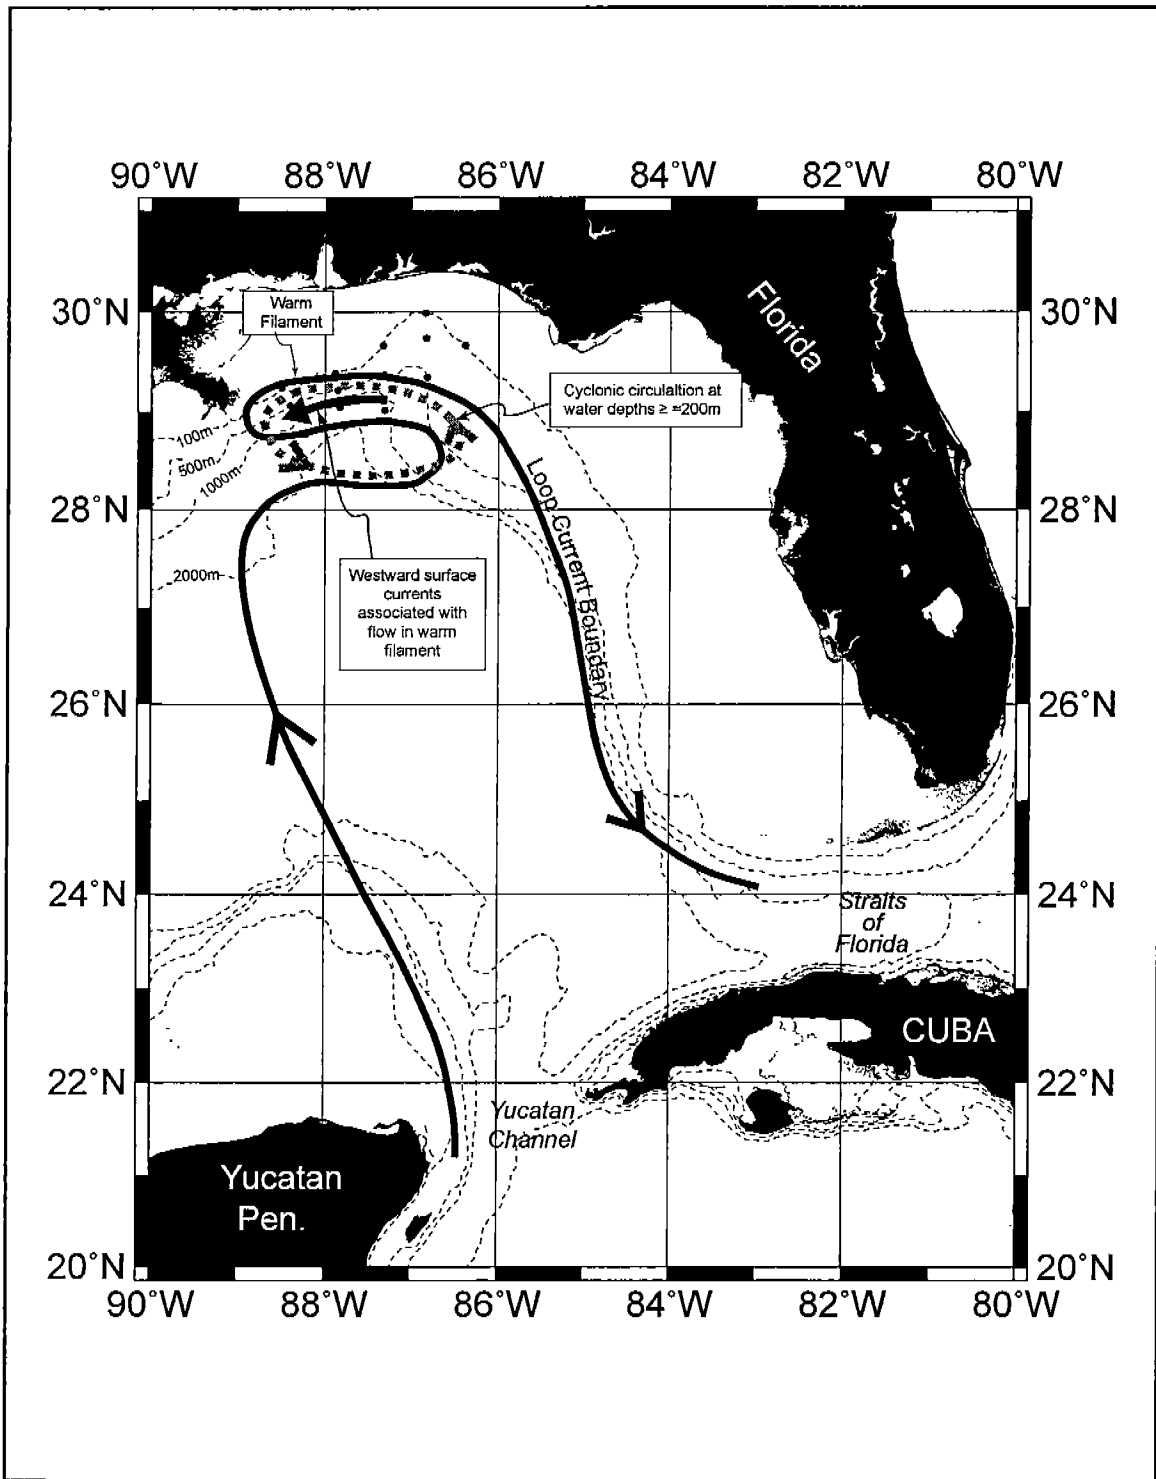 90°W 88°W 86°W 84°W 82°W 80°W
30°N
30°N
Warm
Filament
Florida
Cyclonic circulaltion at
water depths ≥ ≈200m
100m
500m
1000m
Loop Current Boundary
28°N
28°N
2000m
Westward surface
currents
associated with
flow in warm
filament
26°N
26°N
24°N
24°N
Straits
of
Florida
CUBA
22°N
22°N
Yucatan
Channel
Yucatan
Pen.
20°N
20°N
90°W 88°W 86°W 84°W 82°W 80°W